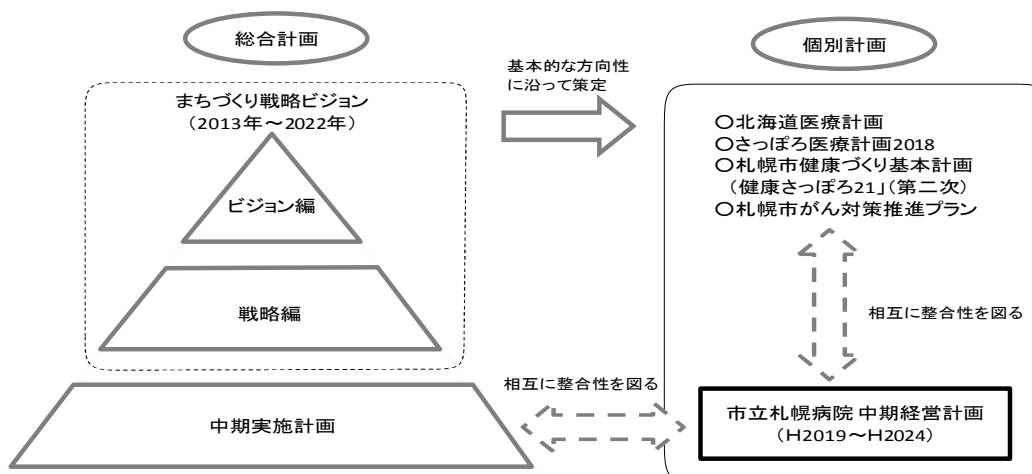 総合計画
まちづくり戦略ビジョン
（2013年～2022年）
ビジョン編
戦略編
中期実施計画
基本的な方向性
に沿って策定
相互に整合性を図る
個別計画
○北海道医療計画
○さっぽろ医療計画2018
○札幌市健康づくり基本計画
（健康さっぽろ21」（第二次）
○札幌市がん対策推進プラン
相互に整合性を図る
市立札幌病院 中期経営計画
（H2019～H2024）